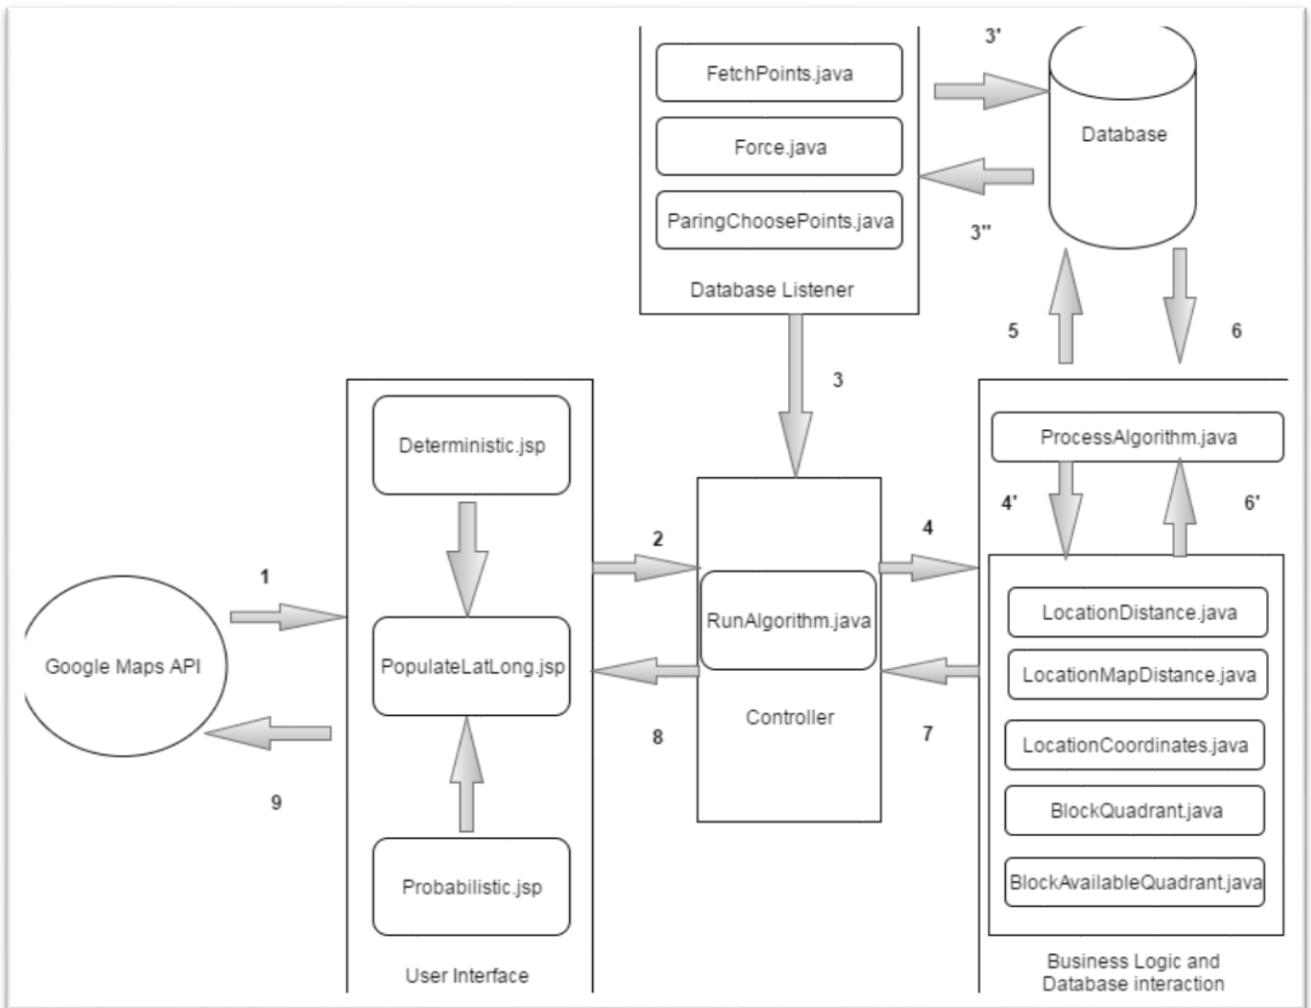 3'
FetchPoints.java
Database
Force.java
ParingChoosePoints.java
3"
Database Listener
5
6
3
Deterministic.jsp
ProcessAlgorithm.java
4'
6'
2
4
1
LocationDistance.java
RunAlgorithm.java
Google Maps API
PopulateLatLong.jsp
LocationMapDistance.java
Controller
8
7
LocationCoordinates.java
9
BlockQuadrant.java
Probabilistic.jsp
BlockAvailableQuadrant.java
User Interface
Business Logic and
Database interaction